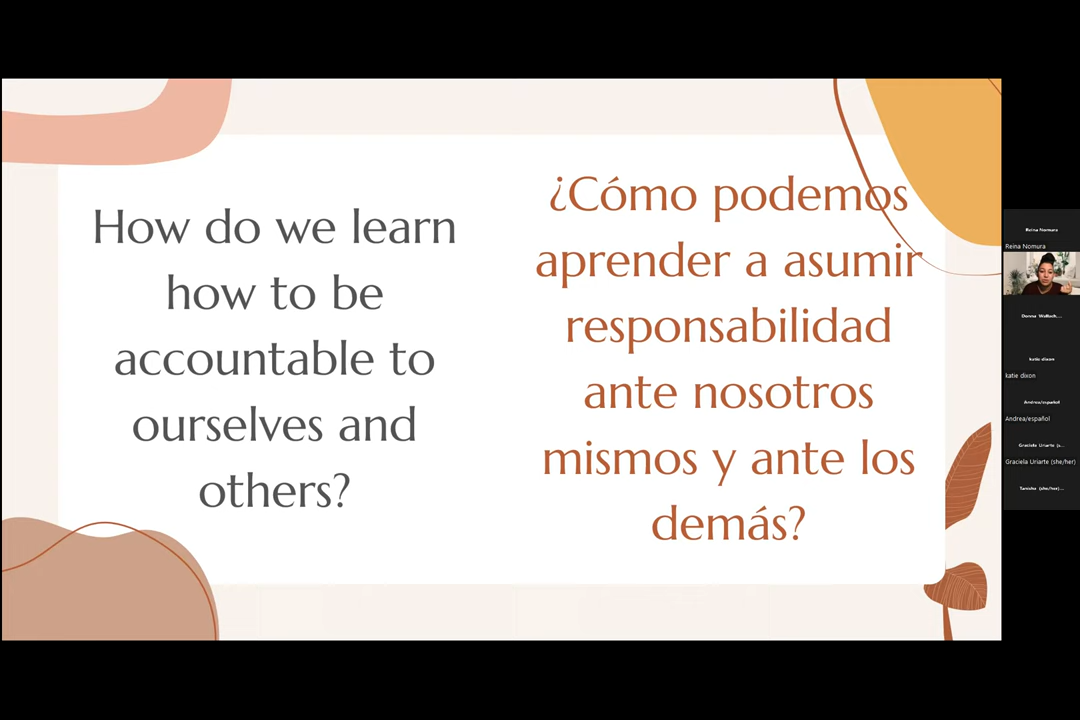 How do we learn
how to be
accountable to
ourselves and
others?
¿Cómo podemos
aprender a asumir
responsabilidad
ante nosotros
mismos y ante los
demás?
Reina Nomura
Reina Nomura
Donna Walloch,...
katie dixon
katie dixon
Andrea/español
Andrea/español
Graciela Uriarte (s...
Graciela Uriarte (she/her)
Tanisha (she/her)...